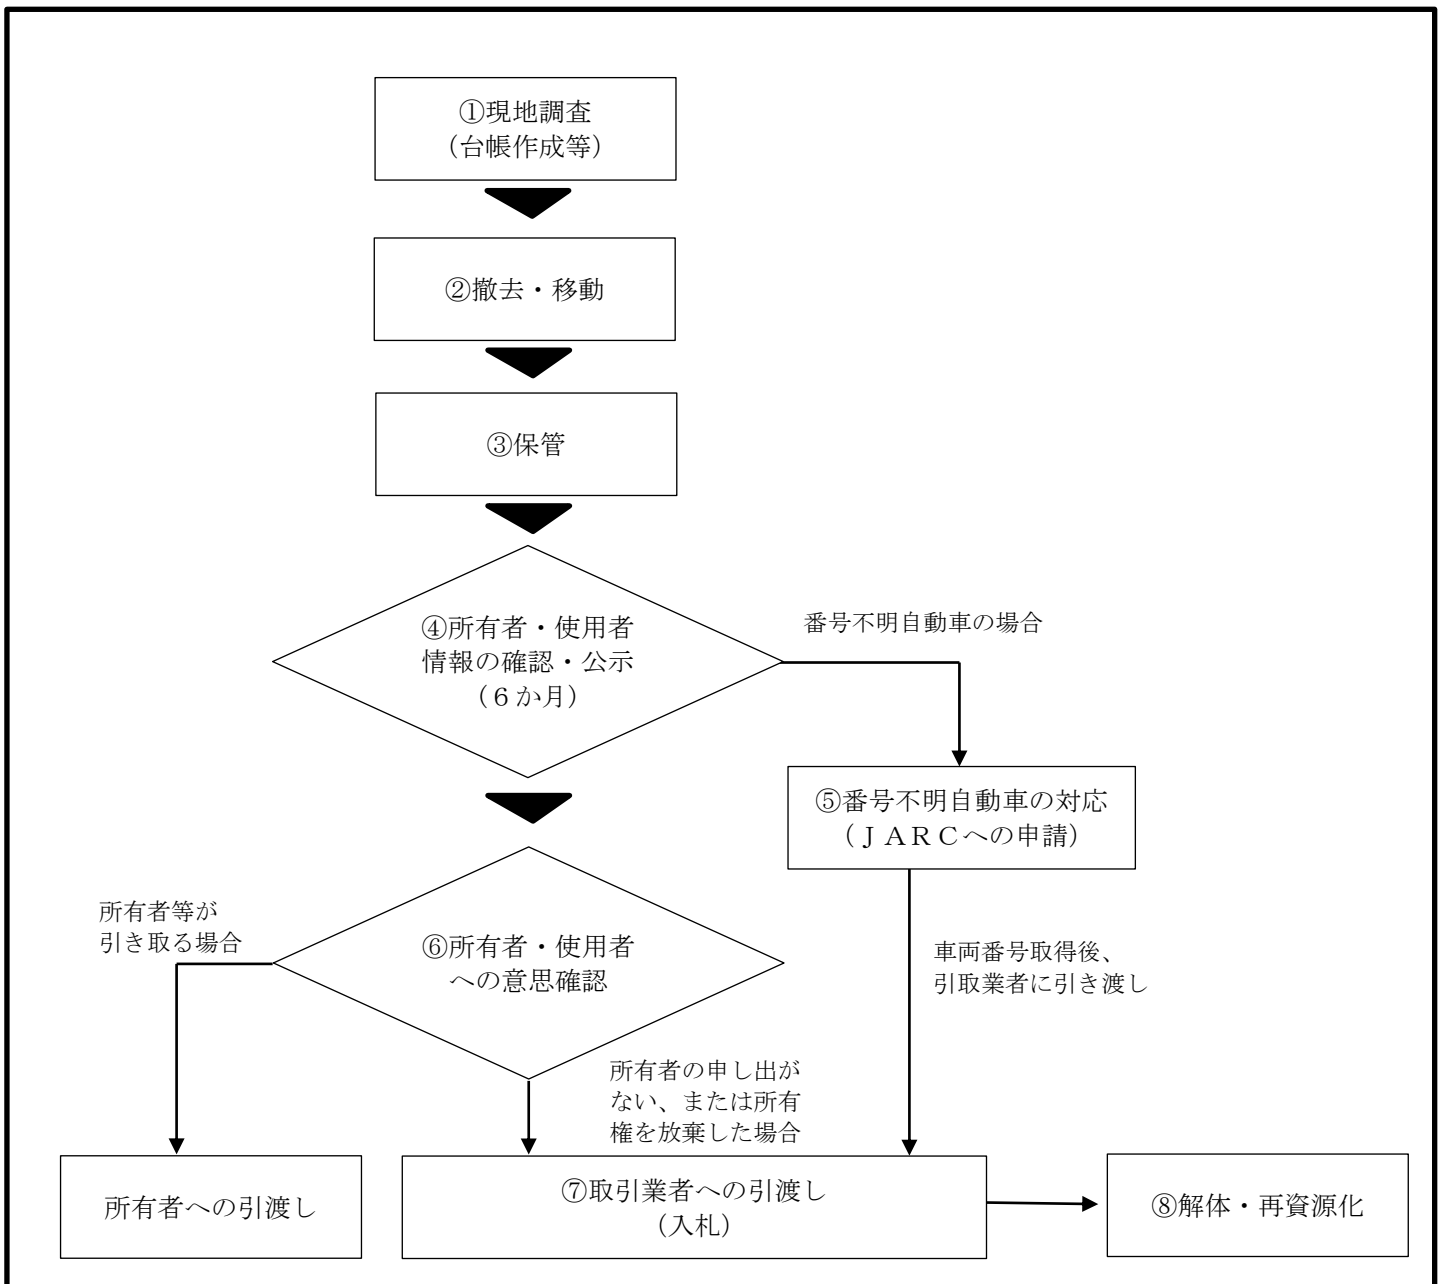 ①現地調査
(台帳作成等)
②撤去・移動
③保管
④所有者・使用者
情報の確認・公示
(6か月)
番号不明自動車の場合
⑤番号不明自動車の対応
(JARCへの申請)
所有者等が
引き取る場合
⑥所有者・使用者
への意思確認
車両番号取得後、
引取業者に引き渡し
所有者の申し出が
ない、または所有
権を放棄した場合
所有者への引渡し
⑦取引業者への引渡し
(入札)
⑧解体・再資源化